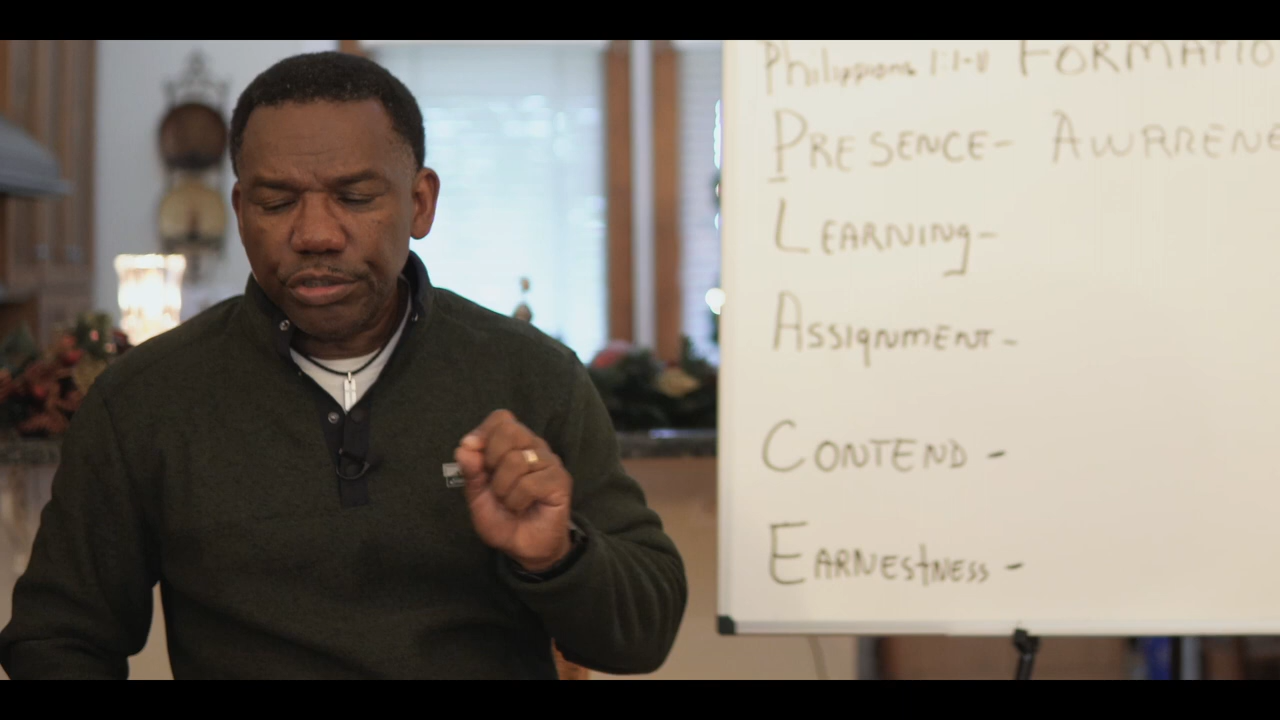 Philippians 1:1-11 FORMATIO
PRESENCE- AWARENE
LEARNING-
ASSIGNMENT-
CONTEND -
EARNESTNESS -